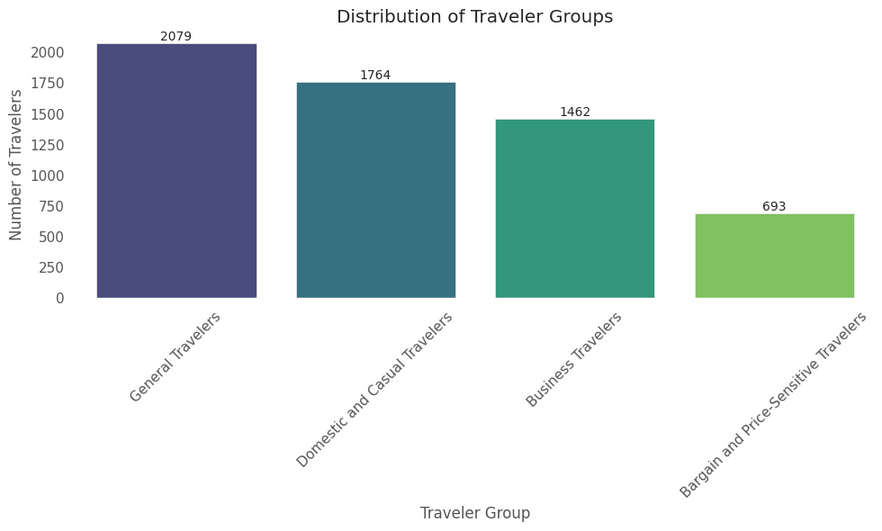 Distribution of Traveler Groups
Number of Travelers
2000
1750
1500
1250
1000
750
500
250
0
2079
1764
1462
693
General Travelers
Domestic and Casual Travelers
Business Travelers
Bargain and Price-Sensitive Travelers
Traveler Group